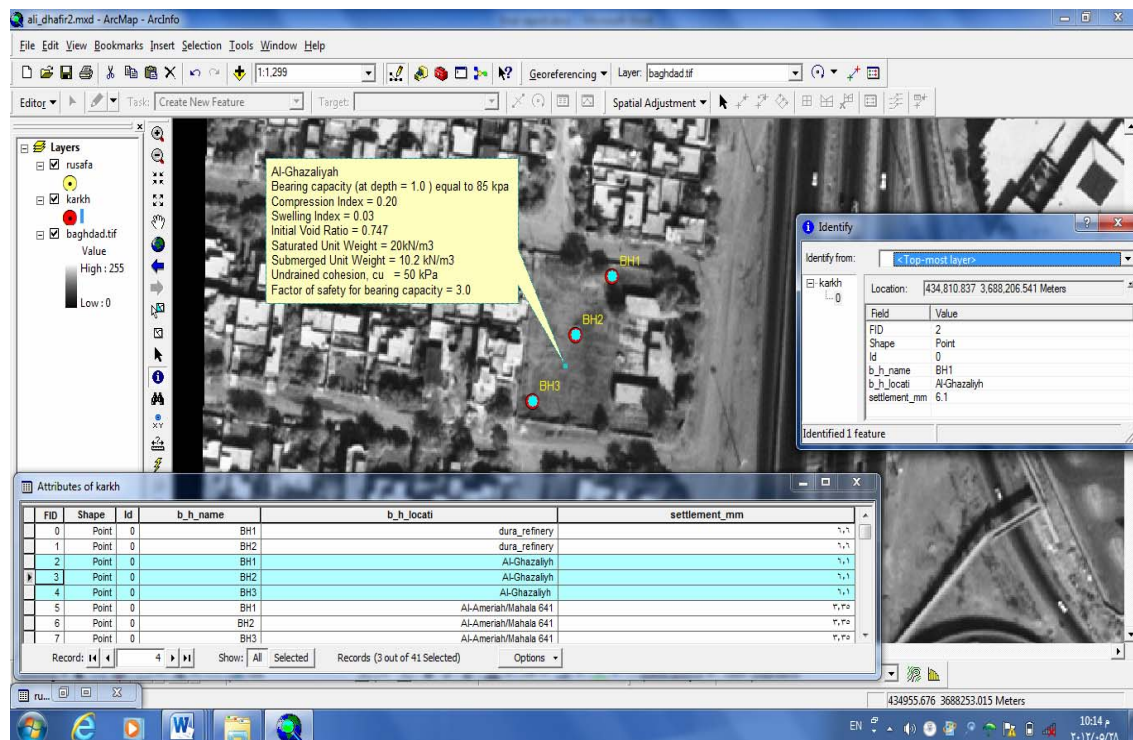 ali_dhafir2.mxd - ArcMap - ArcInfo
File Edit View Bookmarks Insert Selection Tools Window Help
1:1,299 Georeferencing Layer: baghdad.tif
Editor Task: Create New Feature Target: Spatial Adjustment
Layers
rusafa
karkh
baghdad.tif
Value
High : 255
Low : 0
Al-Ghazaliyah
Bearing capacity (at depth = 1.0 ) equal to 85 kpa
Compression Index = 0.20
Swelling Index = 0.03
Initial Void Ratio = 0.747
Saturated Unit Weight = 20kN/m3
Submerged Unit Weight = 10.2 kN/m3
Undrained cohesion, cu = 50 kPa
Factor of safety for bearing capacity = 3.0
BH1
BH2
BH3
Identify
Identify from: <Top-most layer>
karkh
0
Location: 434,810.837 3,688,206.541 Meters
Field Value
FID 2
Shape Point
Id 0
b_h_name BH1
b_h_locati Al-Ghazaliyh
settlement_mm 6.1
Identified 1 feature
Attributes of karkh
FID Shape Id b_h_name b_h_locati settlement_mm
0 Point 0 BH1 dura_refinery ٦,٦
1 Point 0 BH2 dura_refinery ٦,٦
2 Point 0 BH1 Al-Ghazaliyh ٦,١
3 Point 0 BH2 Al-Ghazaliyh ٦,١
4 Point 0 BH3 Al-Ghazaliyh ٦,١
5 Point 0 BH1 Al-Ameriah/Mahala 641 ٣,٣٥
6 Point 0 BH2 Al-Ameriah/Mahala 641 ٣,٣٥
7 Point 0 BH3 Al-Ameriah/Mahala 641 ٣,٣٥
Record: 4 Show: All Selected Records (3 out of 41 Selected) Options
ru...
434955.676 3688253.015 Meters
EN 10:14 م
٢٠١٢/٠٥/٢٨